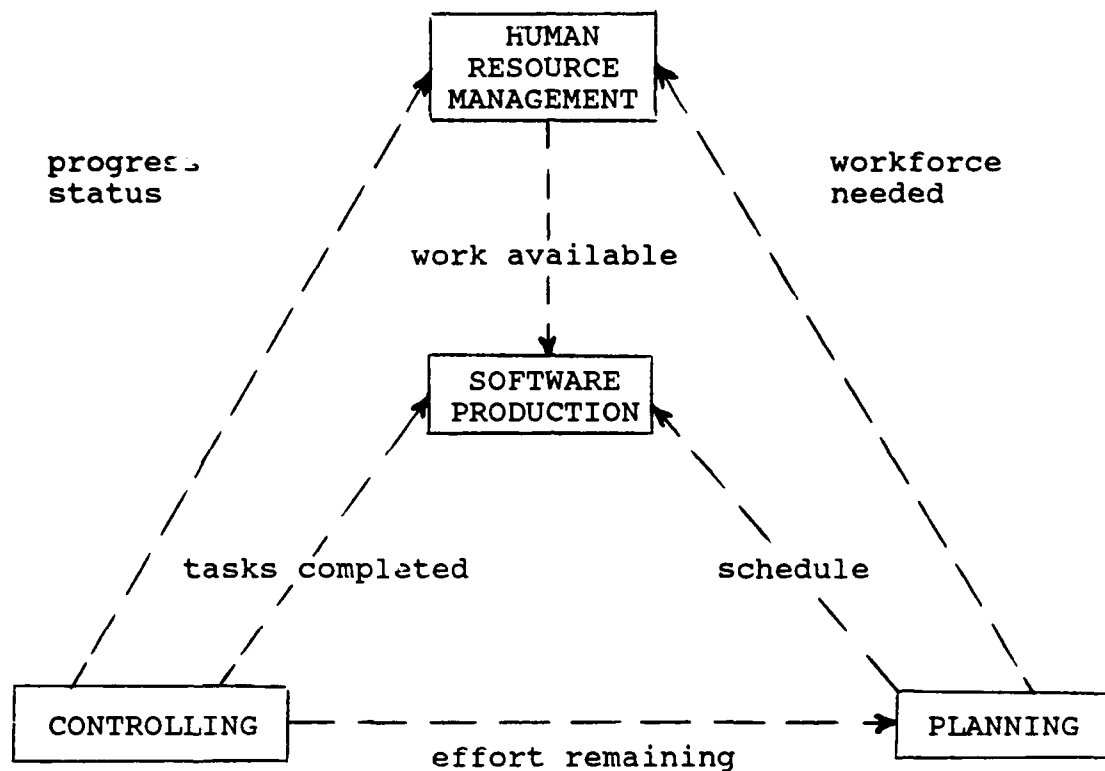 HUMAN
RESOURCE
MANAGEMENT
progress
status
workforce
needed
work available
SOFTWARE
PRODUCTION
tasks completed
schedule
CONTROLLING
PLANNING
effort remaining